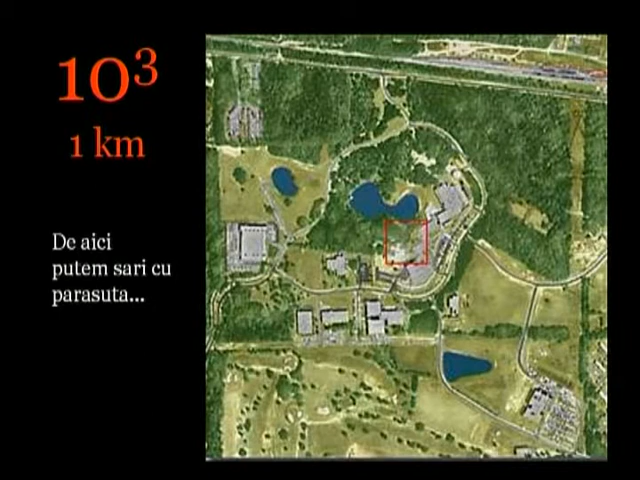 10³
1 km
De aici
putem sari cu
parasuta...